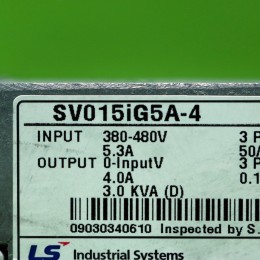 SV015iG5A-4
INPUT 380-480V 3 P
5.3A 50/
OUTPUT 0-InputV 3 P
4.0A 0.1
3.0 KVA (D)
09030340610 Inspected by S.
LS Industrial Systems